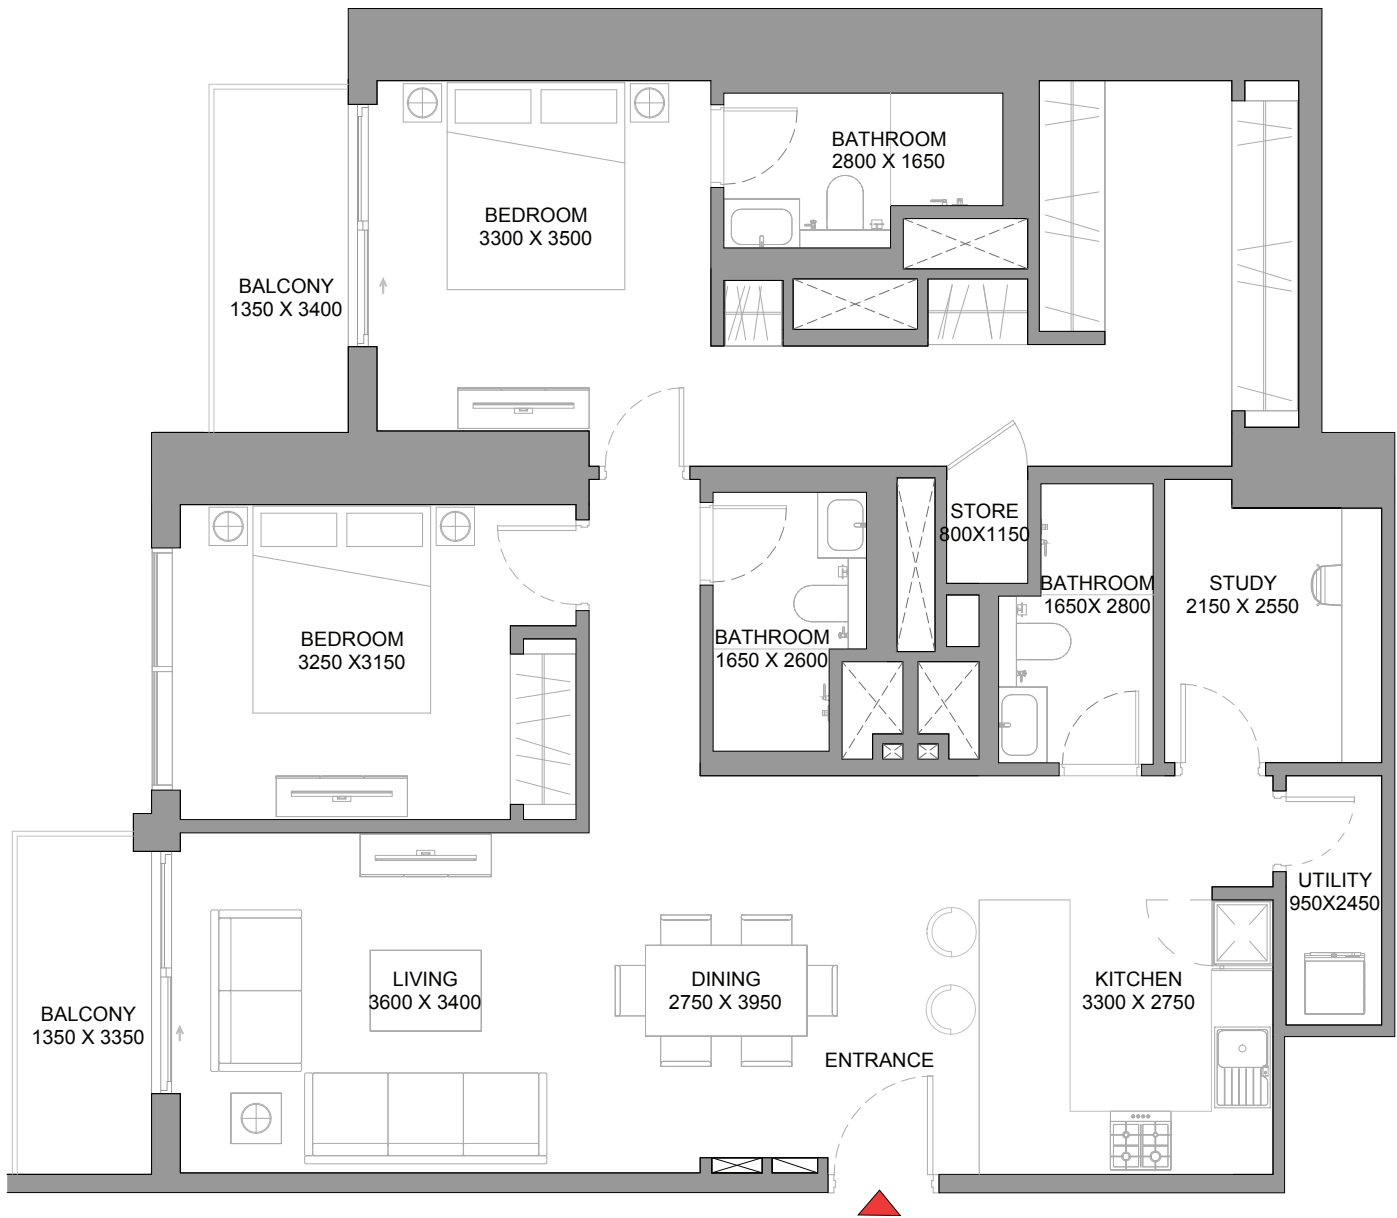 BATHROOM
2800 X 1650
BEDROOM
3300 X 3500
BALCONY
1350 X 3400
STORE
800X1150
BATHROOM
1650X 2800
STUDY
2150 X 2550
BEDROOM
3250 X3150
BATHROOM
1650 X 2600
UTILITY
950X2450
LIVING
3600 X 3400
DINING
2750 X 3950
KITCHEN
3300 X 2750
BALCONY
1350 X 3350
ENTRANCE